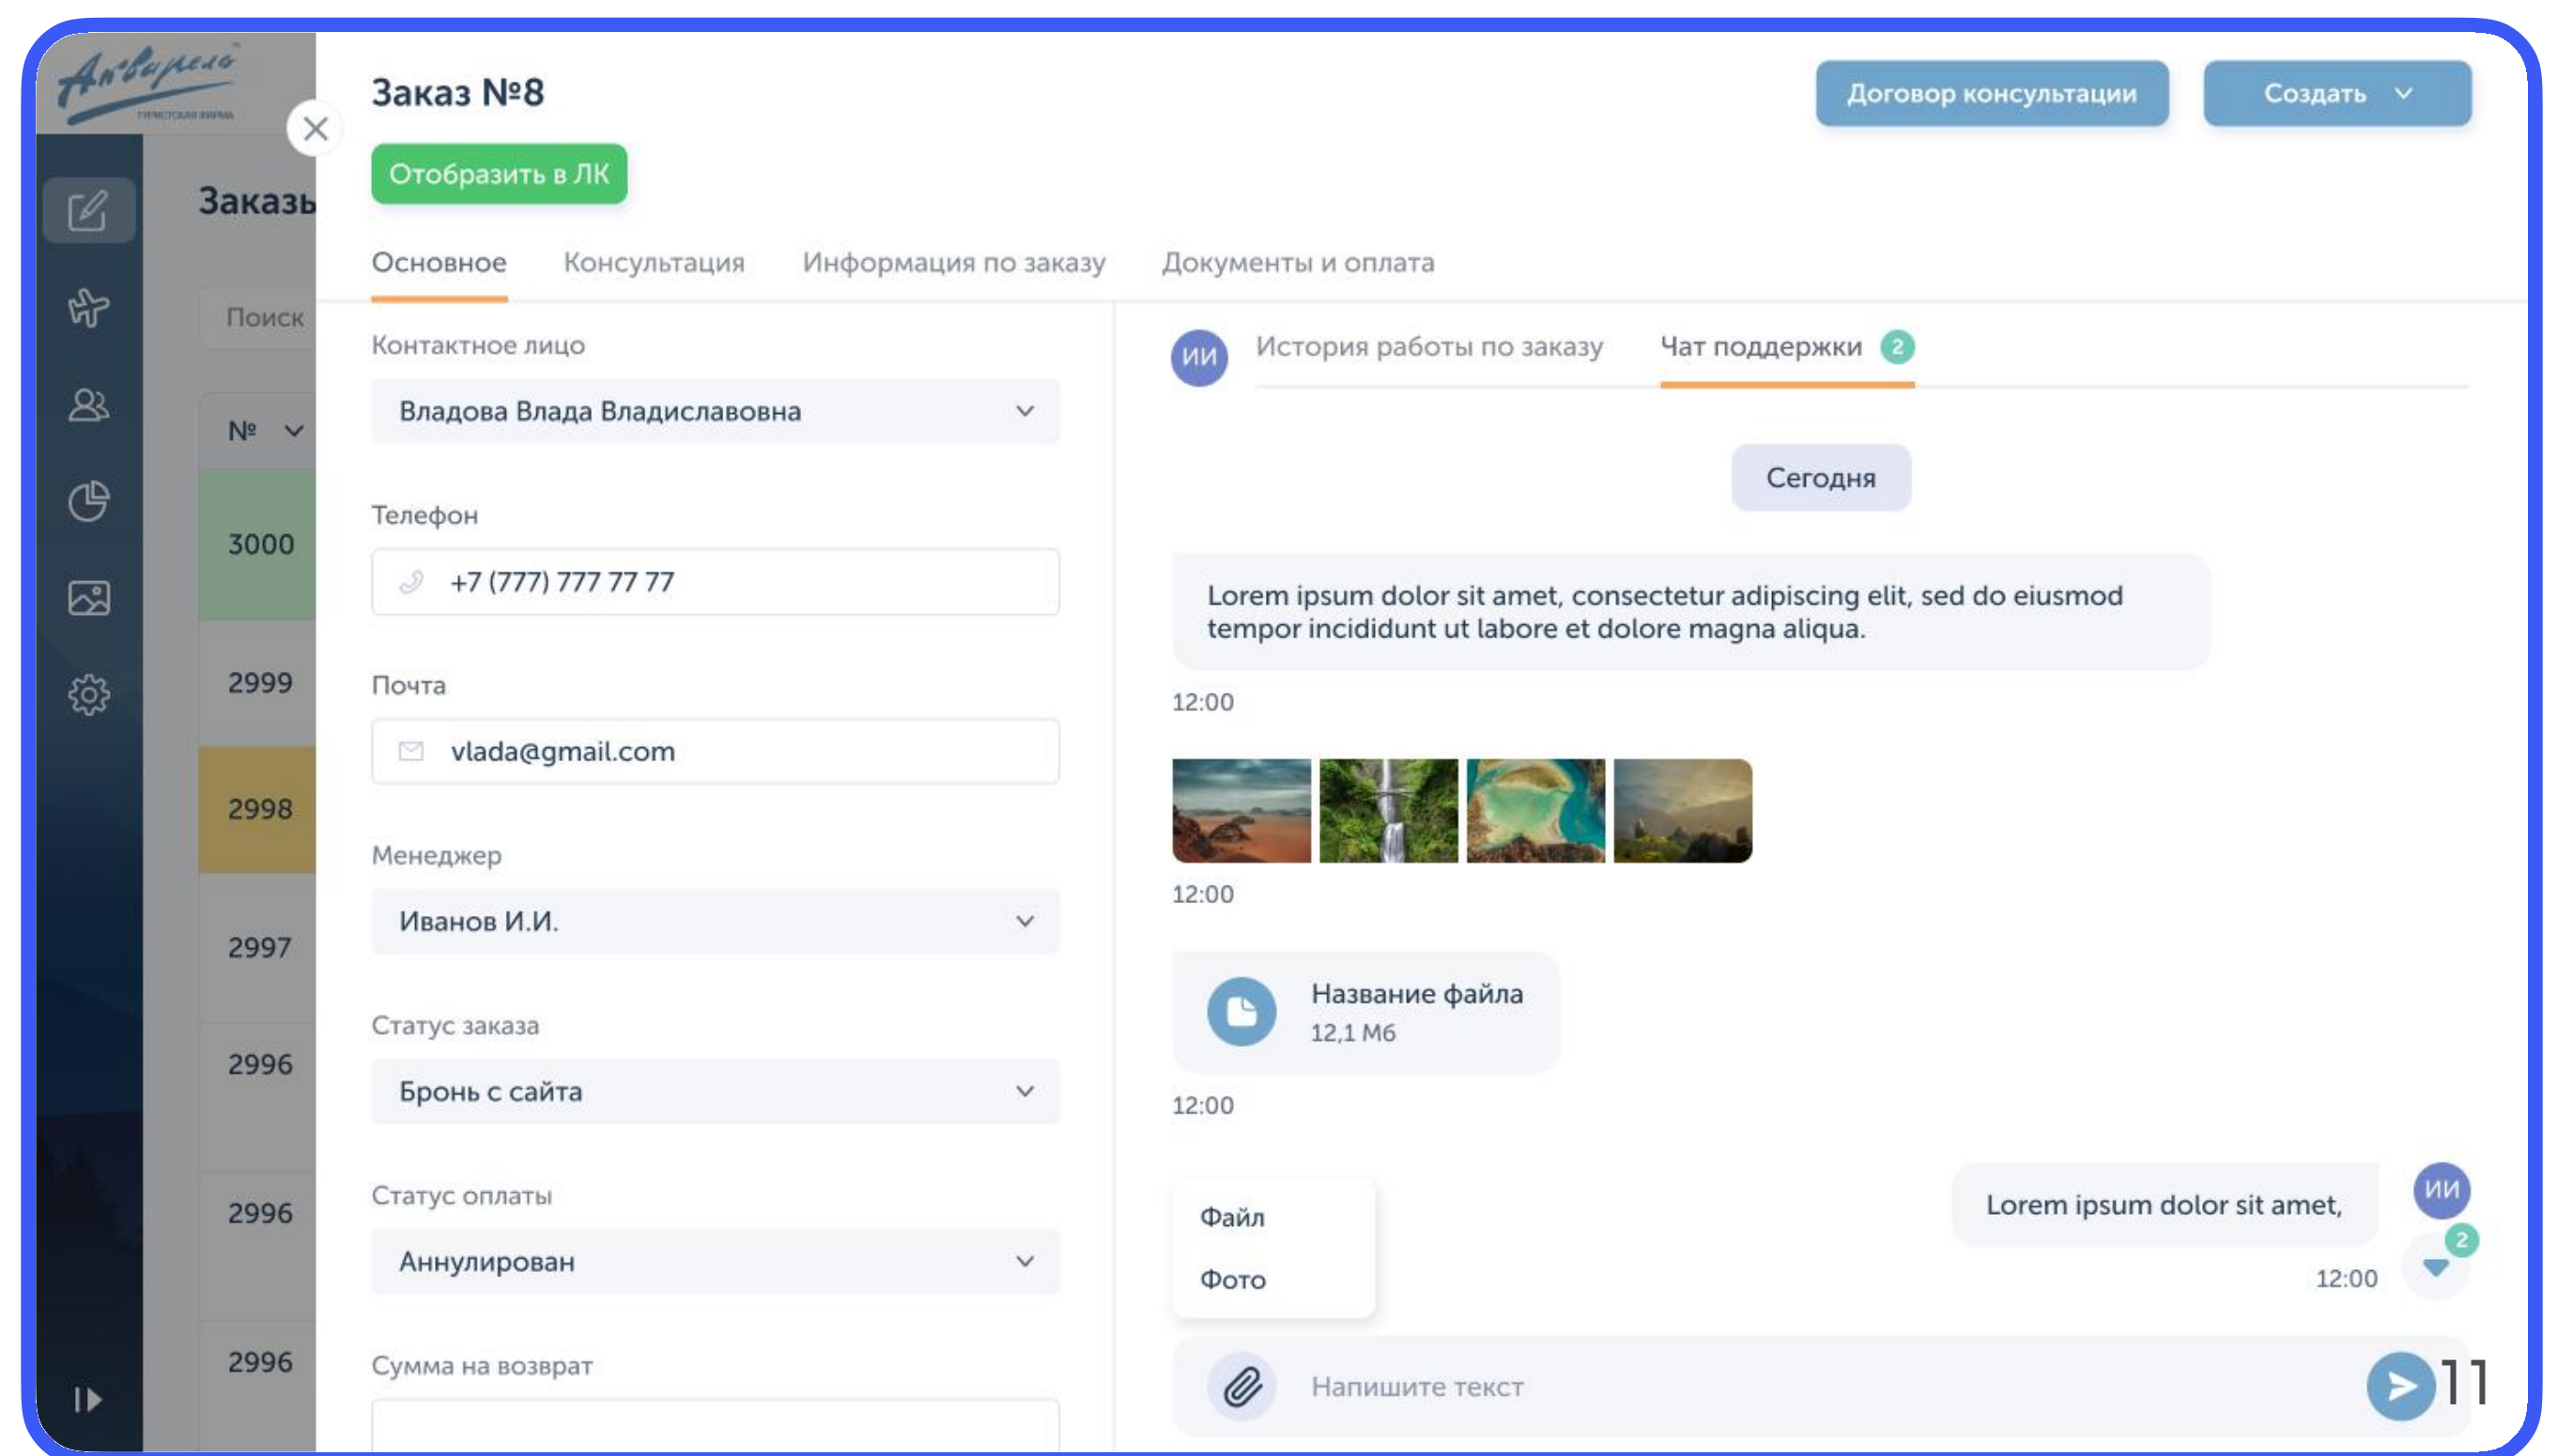 Акварель
ТУРИСТСКАЯ ФИРМА
Заказы
Поиск
№
3000
2999
2998
2997
2996
2996
2996
Заказ №8
Договор консультации
Создать
Отобразить в ЛК
Основное
Консультация
Информация по заказу
Документы и оплата
Контактное лицо
Владова Влада Владиславовна
Телефон
+7 (777) 777 77 77
Почта
vlada@gmail.com
Менеджер
Иванов И.И.
Статус заказа
Бронь с сайта
Статус оплаты
Аннулирован
Сумма на возврат
ИИ
История работы по заказу
Чат поддержки 2
Сегодня
Lorem ipsum dolor sit amet, consectetur adipiscing elit, sed do eiusmod
tempor incididunt ut labore et dolore magna aliqua.
12:00
12:00
Название файла
12,1 Мб
12:00
Lorem ipsum dolor sit amet,
ИИ
2
12:00
Файл
Фото
Напишите текст
11